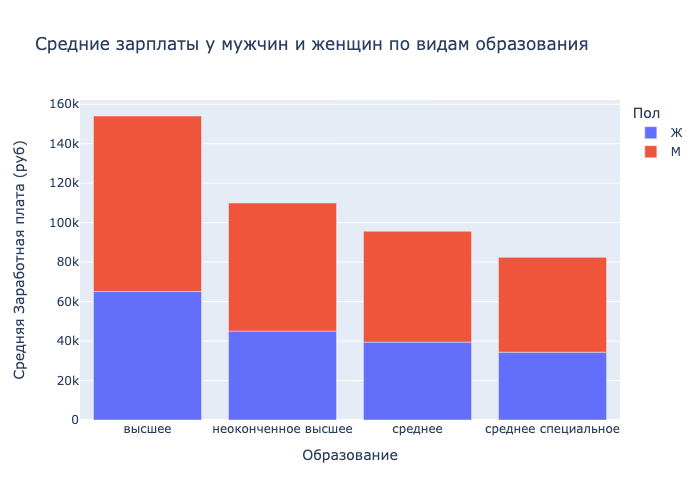 Средние зарплаты у мужчин и женщин по видам образования
Средняя Заработная плата (руб)
160k
140k
120k
100k
80k
60k
40k
20k
0
высшее
неоконченное высшее
среднее
среднее специальное
Образование
Пол
Ж
М